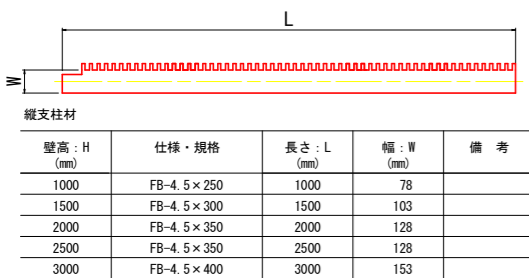 L
W
縦支柱材
壁高：H (mm) 仕様・規格 長さ：L (mm) 幅：W (mm) 備 考
1000 FB-4.5×250 1000 78
1500 FB-4.5×300 1500 103
2000 FB-4.5×350 2000 128
2500 FB-4.5×350 2500 128
3000 FB-4.5×400 3000 153